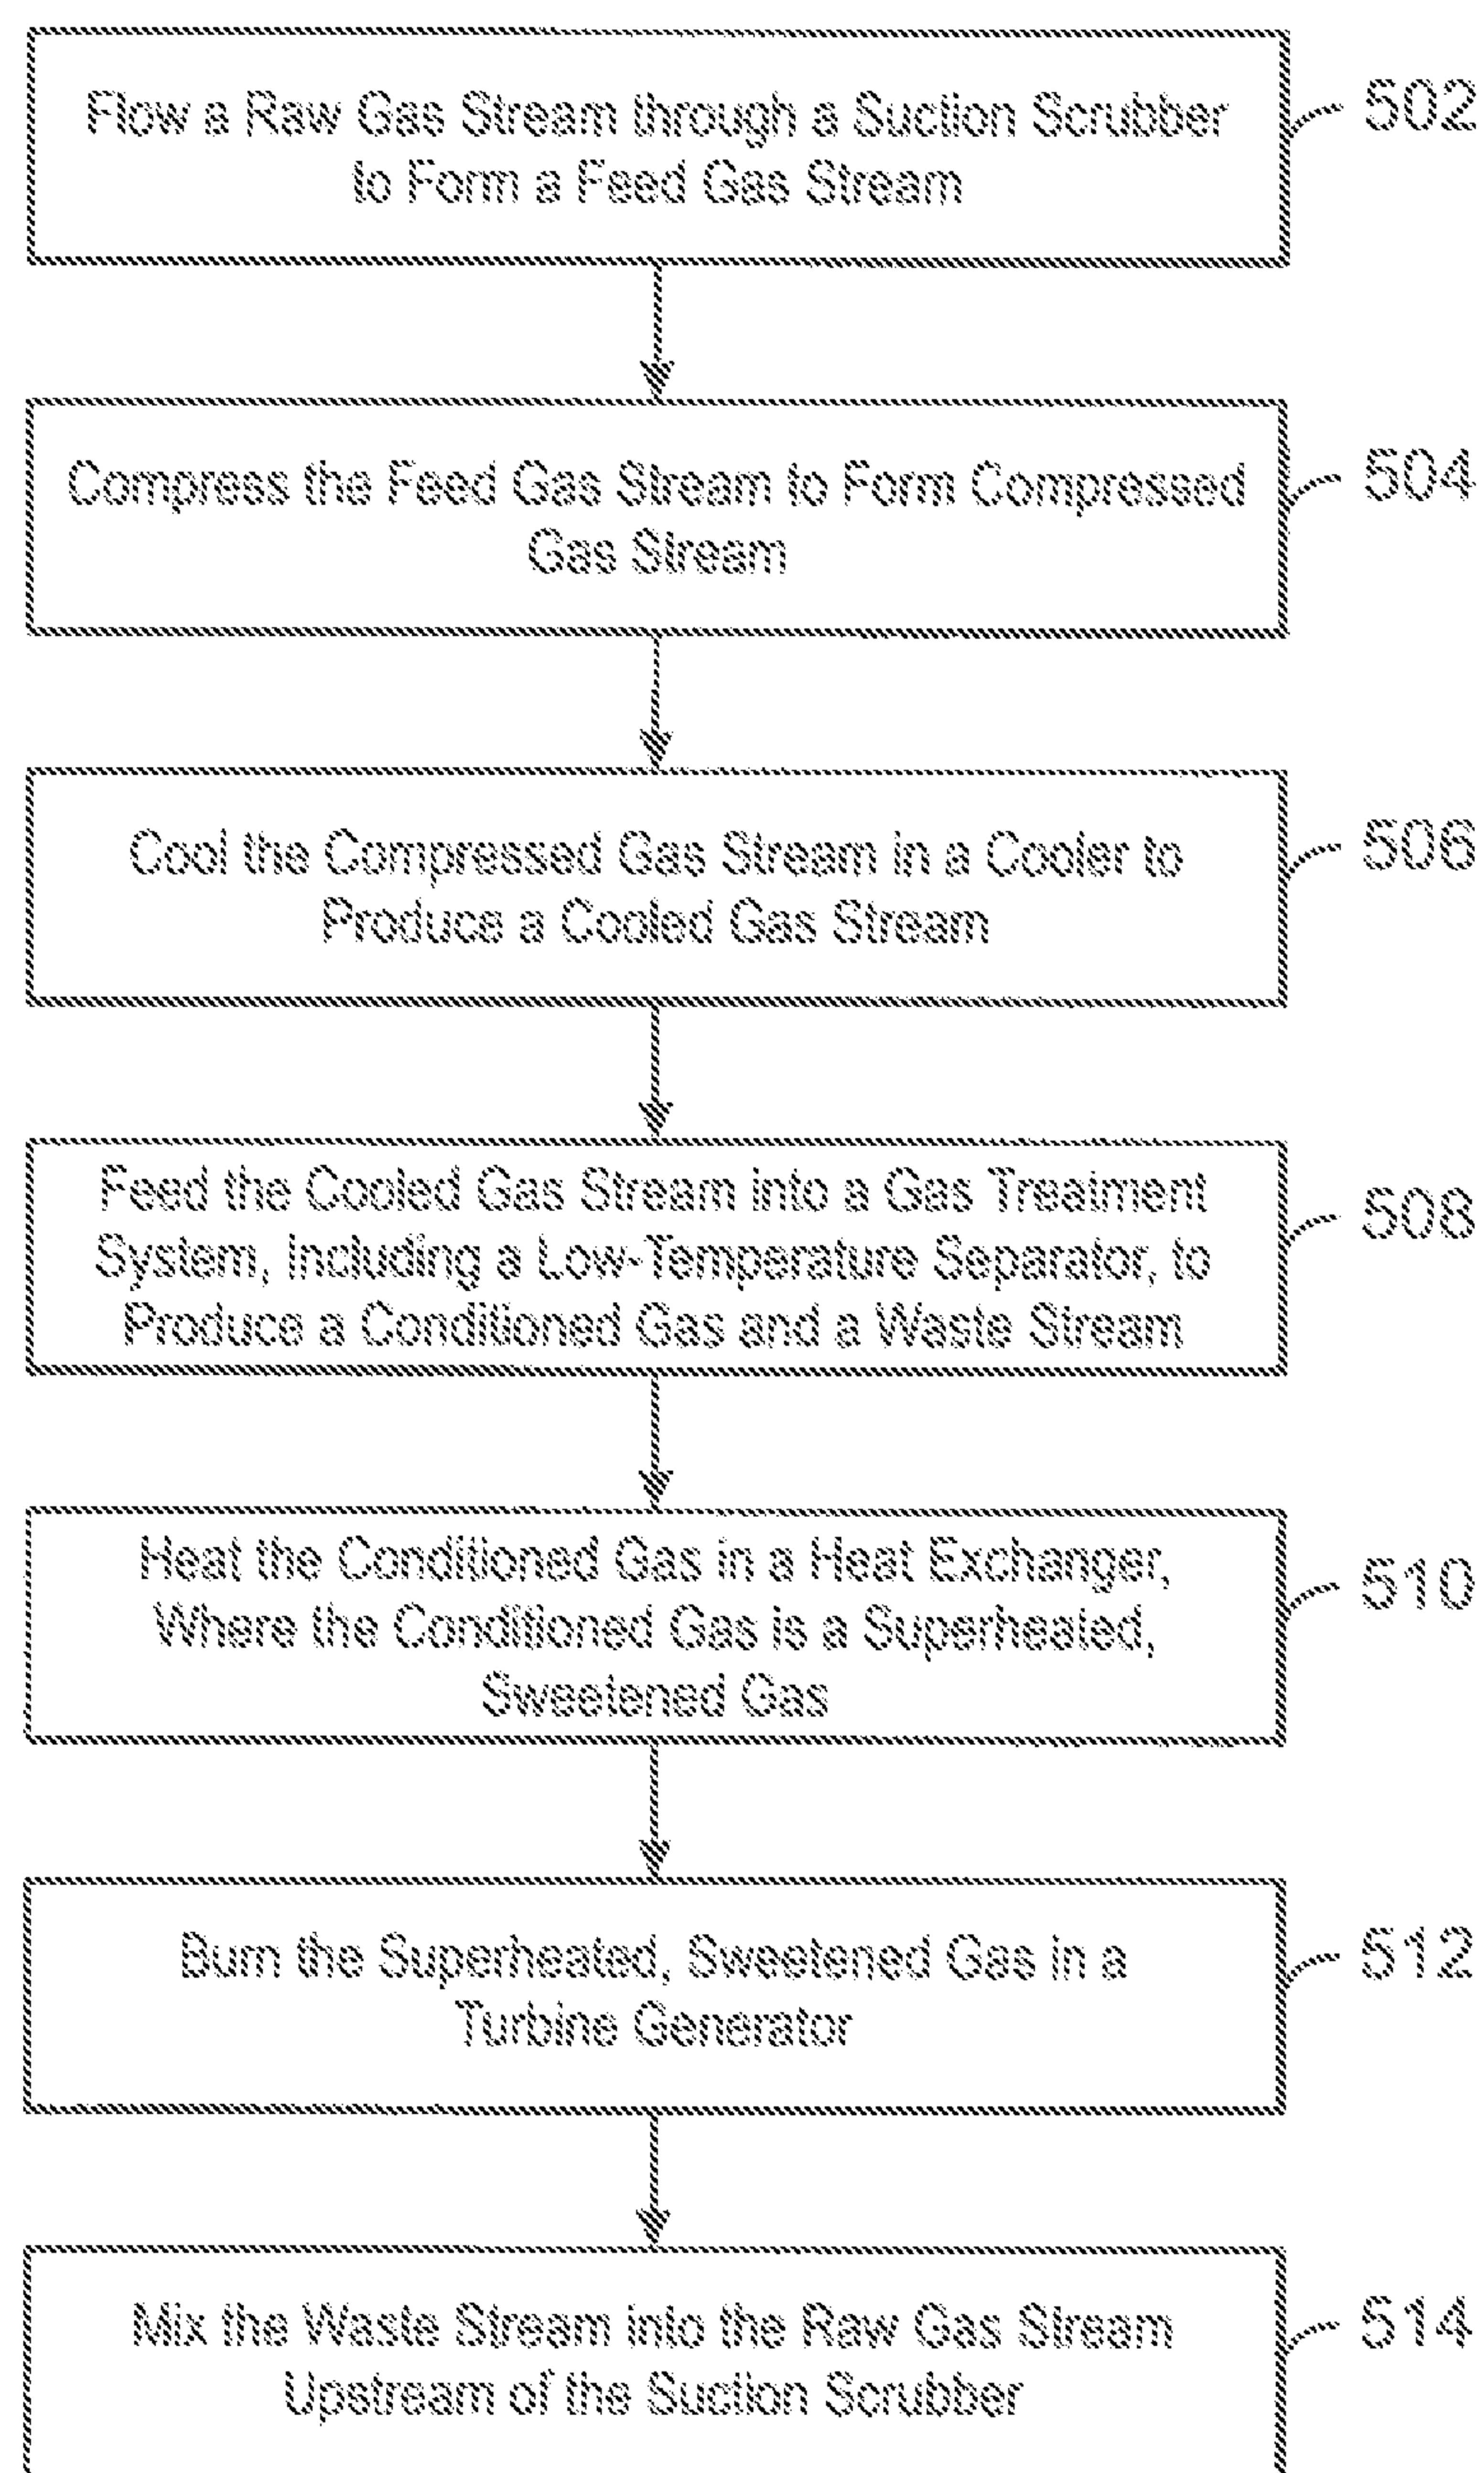 Flow a Raw Gas Stream through a Suction Scrubber
to Form a Feed Gas Stream
502
Compress the Feed Gas Stream to Form Compressed
Gas Stream
504
Cool the Compressed Gas Stream in a Cooler to
Produce a Cooled Gas Stream
506
Feed the Cooled Gas Stream into a Gas Treatment
System, Including a Low-Temperature Separator, to
Produce a Conditioned Gas and a Waste Stream
508
Heat the Conditioned Gas in a Heat Exchanger,
Where the Conditioned Gas is a Superheated,
Sweetened Gas
510
Burn the Superheated, Sweetened Gas in a
Turbine Generator
512
Mix the Waste Stream into the Raw Gas Stream
Upstream of the Suction Scrubber
514